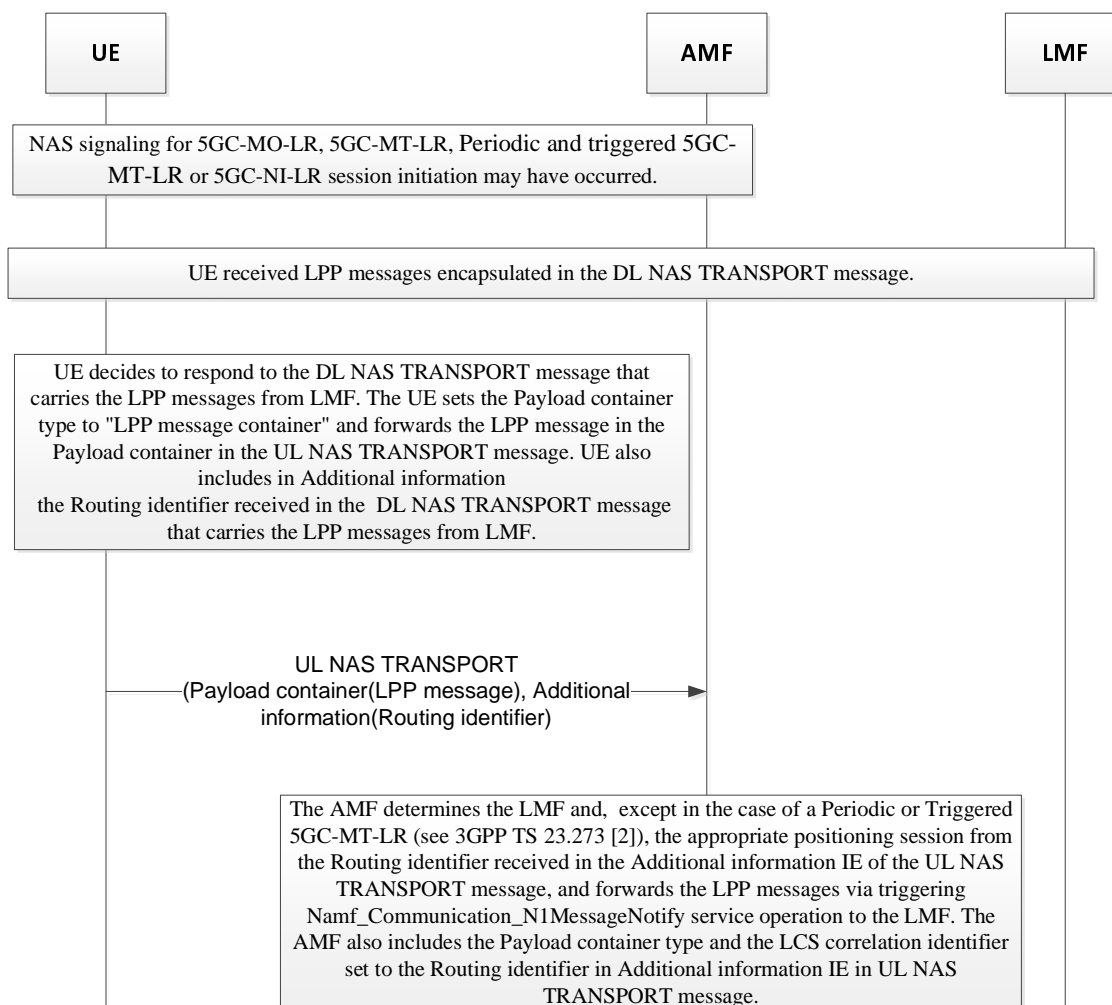 UE
AMF
LMF
NAS signaling for 5GC-MO-LR, 5GC-MT-LR, Periodic and triggered 5GC-
MT-LR or 5GC-NI-LR session initiation may have occurred.
UE received LPP messages encapsulated in the DL NAS TRANSPORT message.
UE decides to respond to the DL NAS TRANSPORT message that
carries the LPP messages from LMF. The UE sets the Payload container
type to "LPP message container" and forwards the LPP message in the
Payload container in the UL NAS TRANSPORT message. UE also
includes in Additional information
the Routing identifier received in the  DL NAS TRANSPORT message
that carries the LPP messages from LMF.
UL NAS TRANSPORT
(Payload container(LPP message), Additional
information(Routing identifier)
The AMF determines the LMF and,  except in the case of a Periodic or Triggered
5GC-MT-LR (see 3GPP TS 23.273 [2]), the appropriate positioning session from
the Routing identifier received in the Additional information IE of the UL NAS
TRANSPORT message, and forwards the LPP messages via triggering
Namf_Communication_N1MessageNotify service operation to the LMF. The
AMF also includes the Payload container type and the LCS correlation identifier
set to the Routing identifier in Additional information IE in UL NAS
TRANSPORT message.